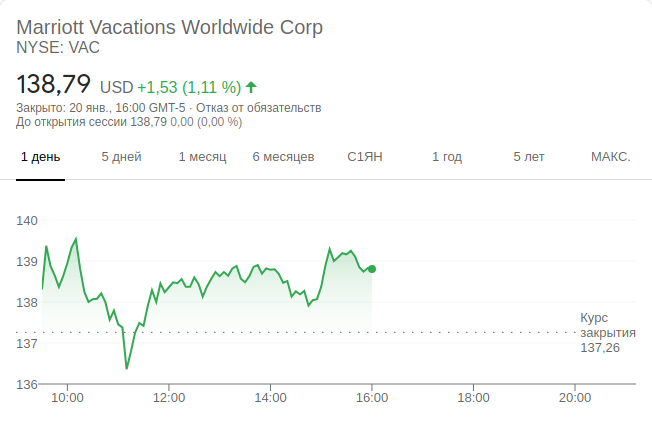 Marriott Vacations Worldwide Corp
NYSE: VAC
138,79 USD +1,53 (1,11 %)
Закрыто: 20 янв., 16:00 GMT-5 · Отказ от обязательств
До открытия сессии 138,79 0,00 (0,00 %)
1 день 5 дней 1 месяц 6 месяцев С1ЯН 1 год 5 лет МАКС.
140
139
138
Курс
закрытия
137,26
137
136
10:00 12:00 14:00 16:00 18:00 20:00